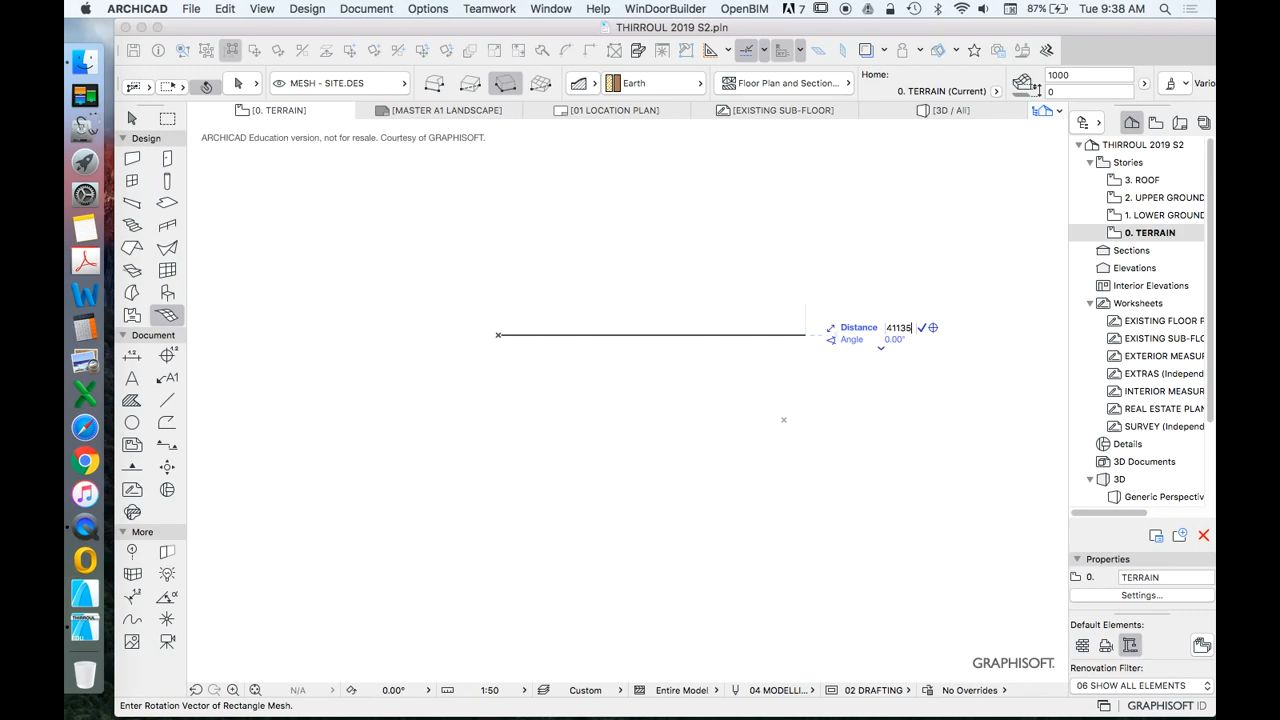 ARCHICAD File Edit View Design Document Options Teamwork Window WinDoorBuilder OpenBIM 7 87% Tue 9:38 AM
THIRROUL 2019 S2.pln
MESH - SITE.DES Earth Floor Plan and Section... Home: 0. TERRAIN (Current) 1000 0 Vario
[0. TERRAIN] [MASTER A1 LANDSCAPE] [01 LOCATION PLAN] [EXISTING SUB-FLOOR] [3D / All]
ARCHICAD Education version, not for resale. Courtesy of GRAPHISOFT.
Design
Document
More
Distance 41135
Angle 0.00°
THIRROUL 2019 S2
Stories
3. ROOF
2. UPPER GROUND
1. LOWER GROUND
0. TERRAIN
Sections
Elevations
Interior Elevations
Worksheets
EXISTING FLOOR P
EXISTING SUB-FLO
EXTERIOR MEASUR
EXTRAS (Independ
INTERIOR MEASUR
REAL ESTATE PLAN
SURVEY (Independ
Details
3D Documents
3D
Generic Perspectiv
Properties
0. TERRAIN
Settings...
Default Elements:
Renovation Filter:
06 SHOW ALL ELEMENTS
GRAPHISOFT.
N/A 0.00° 1:50 Custom Entire Model 04 MODELLI... 02 DRAFTING No Overrides
Enter Rotation Vector of Rectangle Mesh.
GRAPHISOFT ID